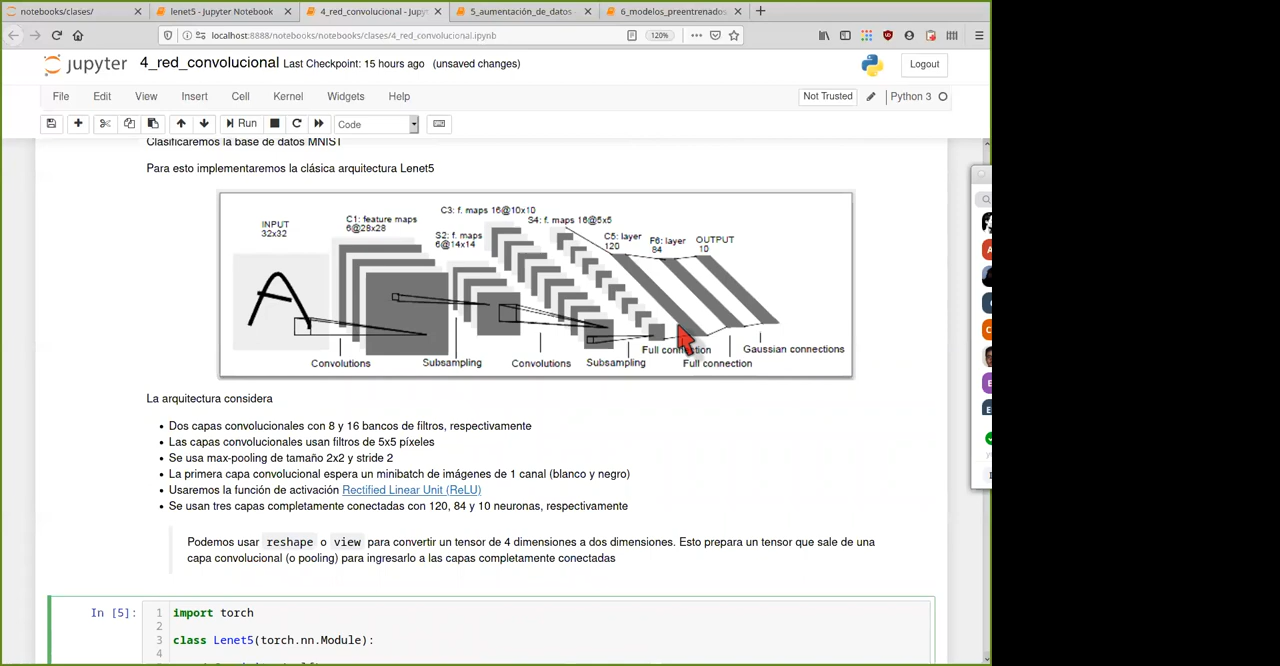 notebooks/clases/
lenet5 - Jupyter Notebook
4_red_convolucional - Jupy
5_aumentación_de_datos
6_modelos_preentrenados
localhost:8888/notebooks/notebooks/clases/4_red_convolucional.ipynb
120%
jupyter
4_red_convolucional
Last Checkpoint: 15 hours ago (unsaved changes)
Logout
File Edit View Insert Cell Kernel Widgets Help
Not Trusted
Python 3
Run
Code
Clasificaremos la base de datos MNIST
Para esto implementaremos la clásica arquitectura Lenet5
INPUT
32x32
C1: feature maps
6@28x28
S2: f. maps
6@14x14
C3: f. maps 16@10x10
S4: f. maps 16@5x5
C5: layer
120
F6: layer
84
OUTPUT
10
Convolutions
Subsampling
Convolutions
Subsampling
Full connection
Full connection
Gaussian connections
La arquitectura considera
• Dos capas convolucionales con 8 y 16 bancos de filtros, respectivamente
• Las capas convolucionales usan filtros de 5x5 píxeles
• Se usa max-pooling de tamaño 2x2 y stride 2
• La primera capa convolucional espera un minibatch de imágenes de 1 canal (blanco y negro)
• Usaremos la función de activación Rectified Linear Unit (ReLU)
• Se usan tres capas completamente conectadas con 120, 84 y 10 neuronas, respectivamente
Podemos usar reshape o view para convertir un tensor de 4 dimensiones a dos dimensiones. Esto prepara un tensor que sale de una
capa convolucional (o pooling) para ingresarlo a las capas completamente conectadas
In [5]:
1 import torch
2
3 class Lenet5(torch.nn.Module):
4